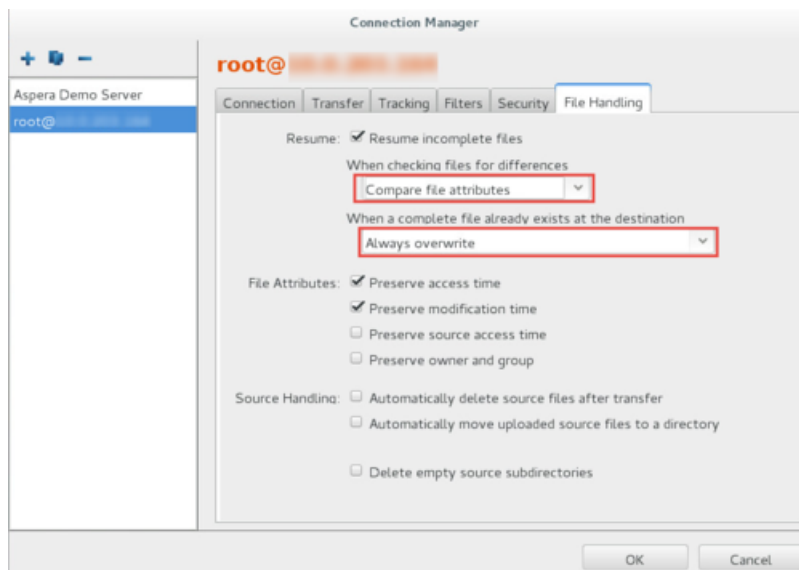 Connection Manager
Aspera Demo Server
root@
root@
Connection Transfer Tracking Filters Security File Handling
Resume: Resume incomplete files
When checking files for differences
Compare file attributes
When a complete file already exists at the destination
Always overwrite
File Attributes: Preserve access time
Preserve modification time
Preserve source access time
Preserve owner and group
Source Handling: Automatically delete source files after transfer
Automatically move uploaded source files to a directory
Delete empty source subdirectories
OK Cancel